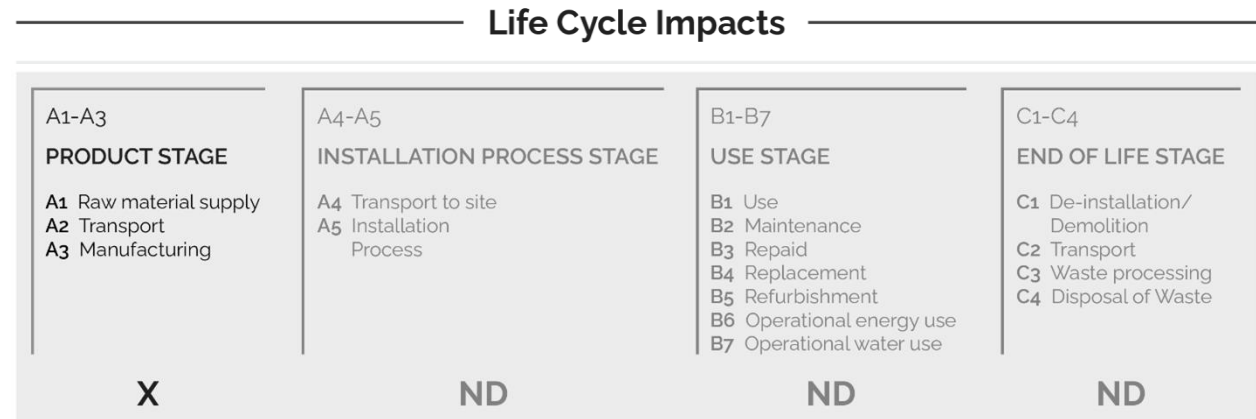 Life Cycle Impacts
A1-A3
PRODUCT STAGE
A1 Raw material supply
A2 Transport
A3 Manufacturing
X
A4-A5
INSTALLATION PROCESS STAGE
A4 Transport to site
A5 Installation
Process
ND
B1-B7
USE STAGE
B1 Use
B2 Maintenance
B3 Repaid
B4 Replacement
B5 Refurbishment
B6 Operational energy use
B7 Operational water use
ND
C1-C4
END OF LIFE STAGE
C1 De-installation/
Demolition
C2 Transport
C3 Waste processing
C4 Disposal of Waste
ND